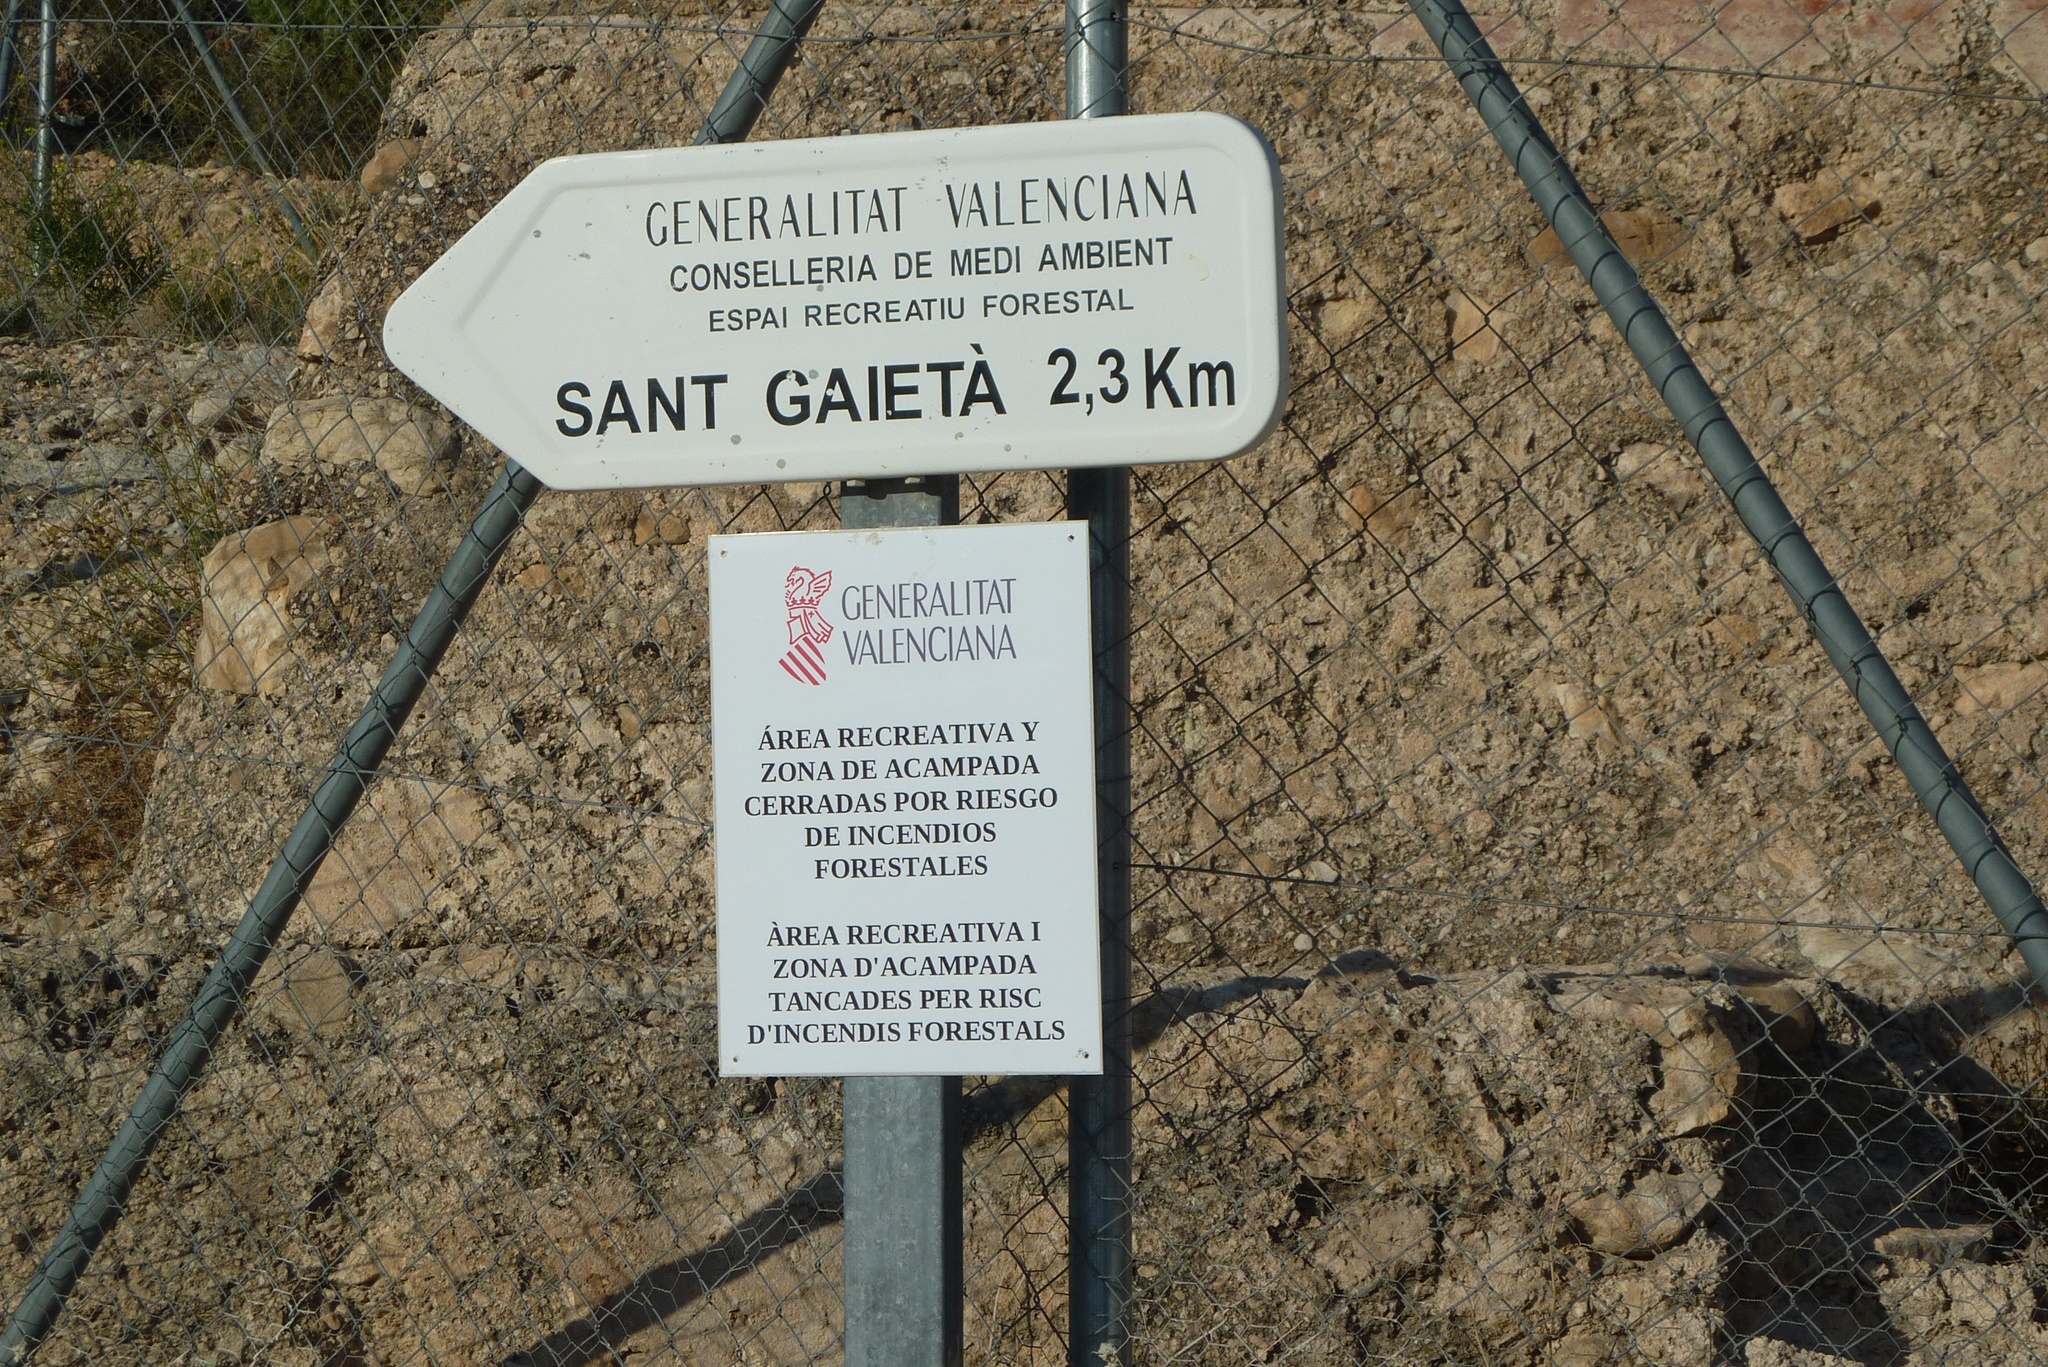 GENERALITAT VALENCIANA
CONSELLERIA DE MEDI AMBIENT
ESPAI RECREATIU FORESTAL
SANT GAIETÀ 2,3 Km
GENERALITAT
VALENCIANA
ÁREA RECREATIVA Y
ZONA DE ACAMPADA
CERRADAS POR RIESGO
DE INCENDIOS
FORESTALES
ÀREA RECREATIVA I
ZONA D'ACAMPADA
TANCADES PER RISC
D'INCENDIS FORESTALS